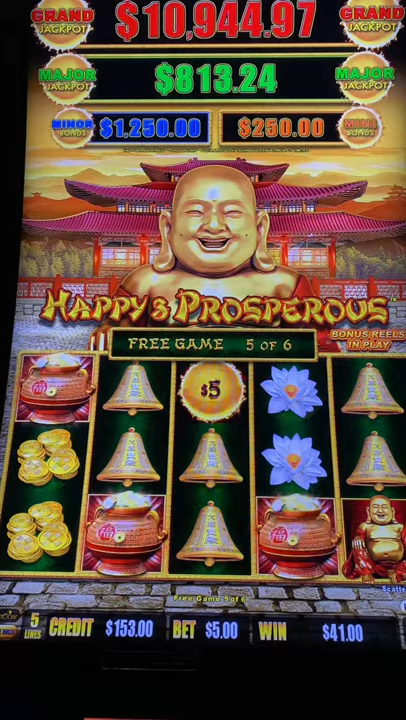 GRAND JACKPOT $10,944.97 GRAND JACKPOT
MAJOR JACKPOT $813.24 MAJOR JACKPOT
MINOR BONUS $1,250.00 $250.00 MINI BONUS
HAPPY & PROSPEROUS™
BONUS REELS IN PLAY
FREE GAME 5 OF 6
$5
Free Game 5 of 6
Scatte
5 LINES CREDIT $153.00 BET $5.00 WIN $41.00